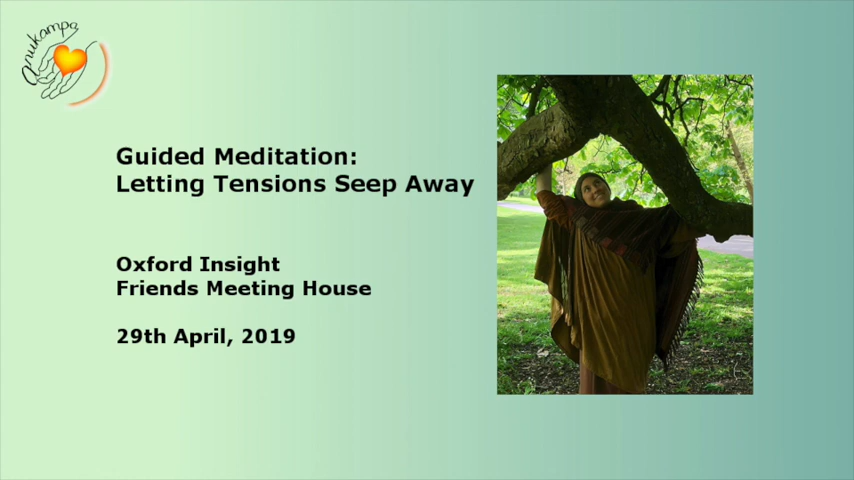 anukampa
Guided Meditation:
Letting Tensions Seep Away
Oxford Insight
Friends Meeting House
29th April, 2019